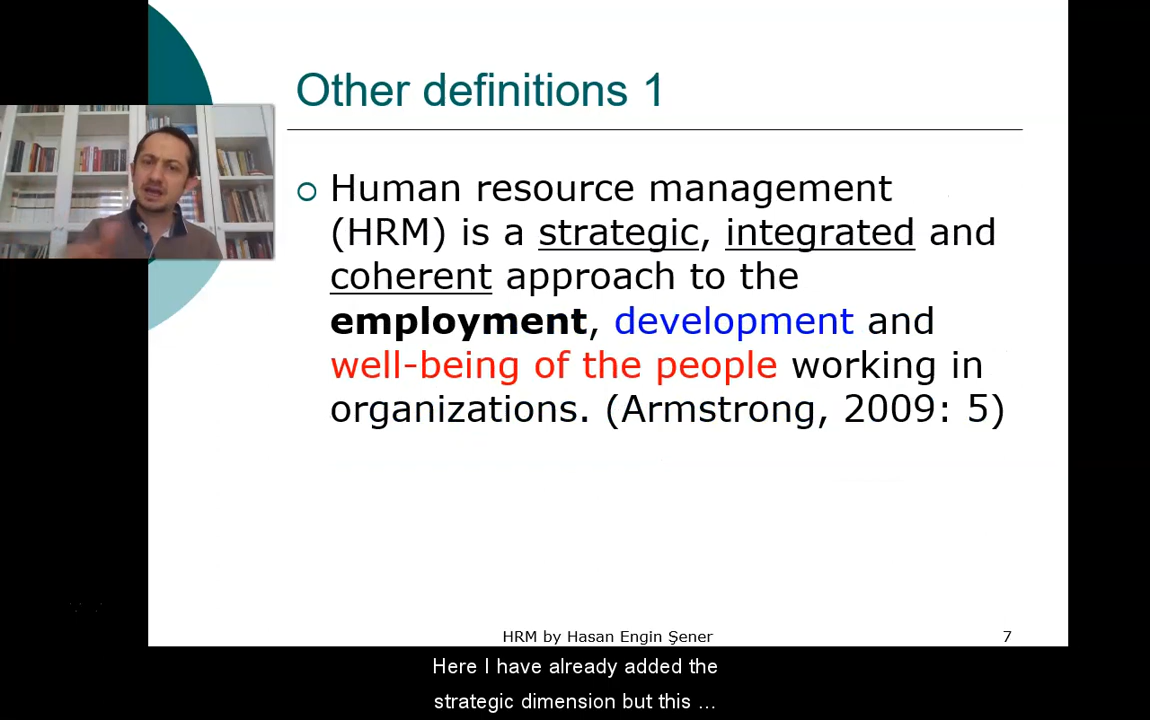 Other definitions 1
Human resource management
(HRM) is a strategic, integrated and
coherent approach to the
employment, development and
well-being of the people working in
organizations. (Armstrong, 2009: 5)
HRM by Hasan Engin Şener
7
Here I have already added the
strategic dimension but this ...